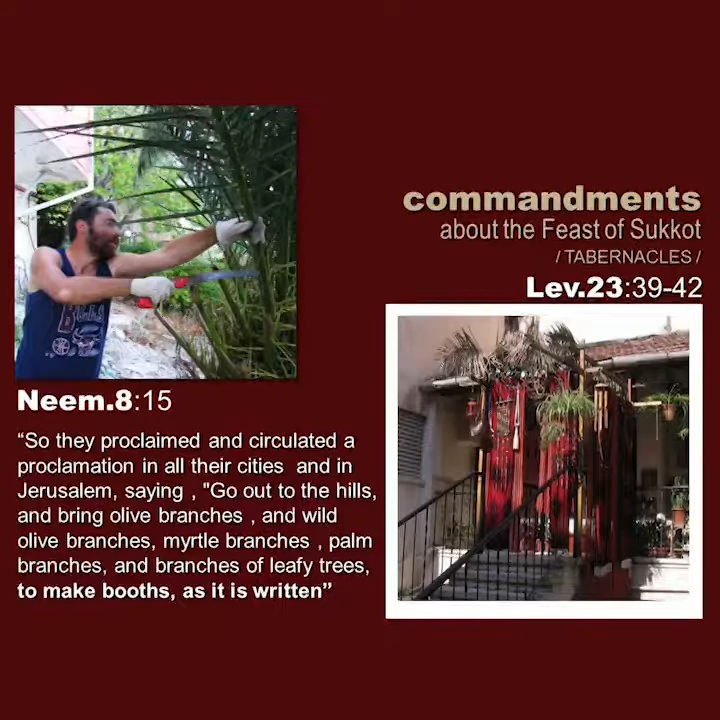 commandments
about the Feast of Sukkot
/ TABERNACLES /
Lev.23:39-42
Neem.8:15
“So they proclaimed and circulated a
proclamation in all their cities and in
Jerusalem, saying , "Go out to the hills,
and bring olive branches , and wild
olive branches, myrtle branches , palm
branches, and branches of leafy trees,
to make booths, as it is written”